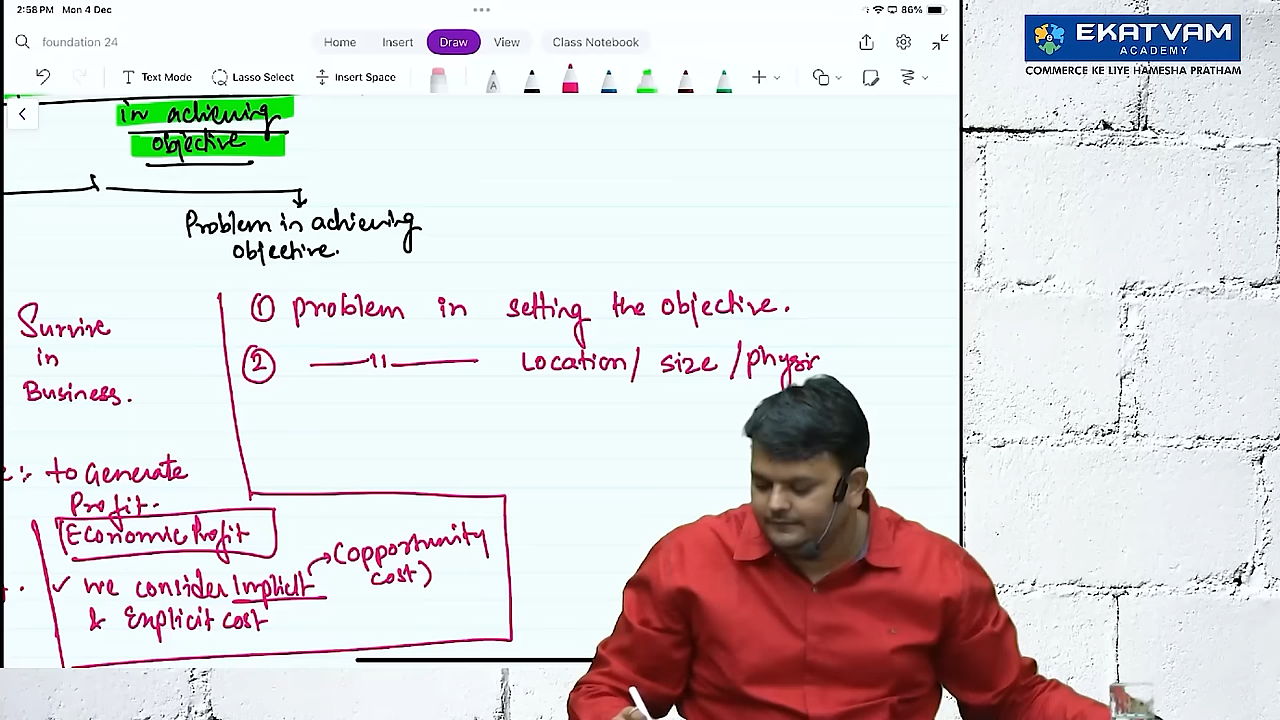 2:58 PM Mon 4 Dec
86%
EKATVAM
ACADEMY
COMMERCE KE LIYE HAMESHA PRATHAM
foundation 24
Home Insert Draw View Class Notebook
Text Mode Lasso Select Insert Space
in achieving
objective
Problem in achieving
objective.
① Problem in setting the objective.
② —— 11 —— Location/ size /physi
Survive
in
Business.
e:- to Generate
Profit.
Economic Profit
✓ we consider Implicit → (opportunity
cost)
& Explicit cost